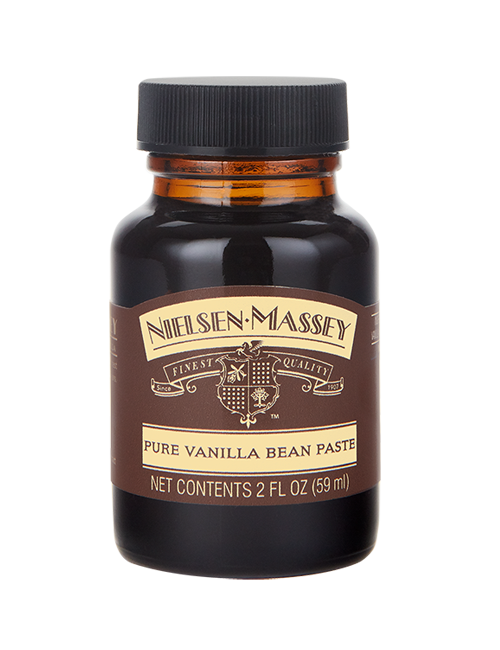 NIELSEN·MASSEY
FINEST QUALITY
Since 1907
™
PURE VANILLA BEAN PASTE
NET CONTENTS 2 FL OZ (59 ml)